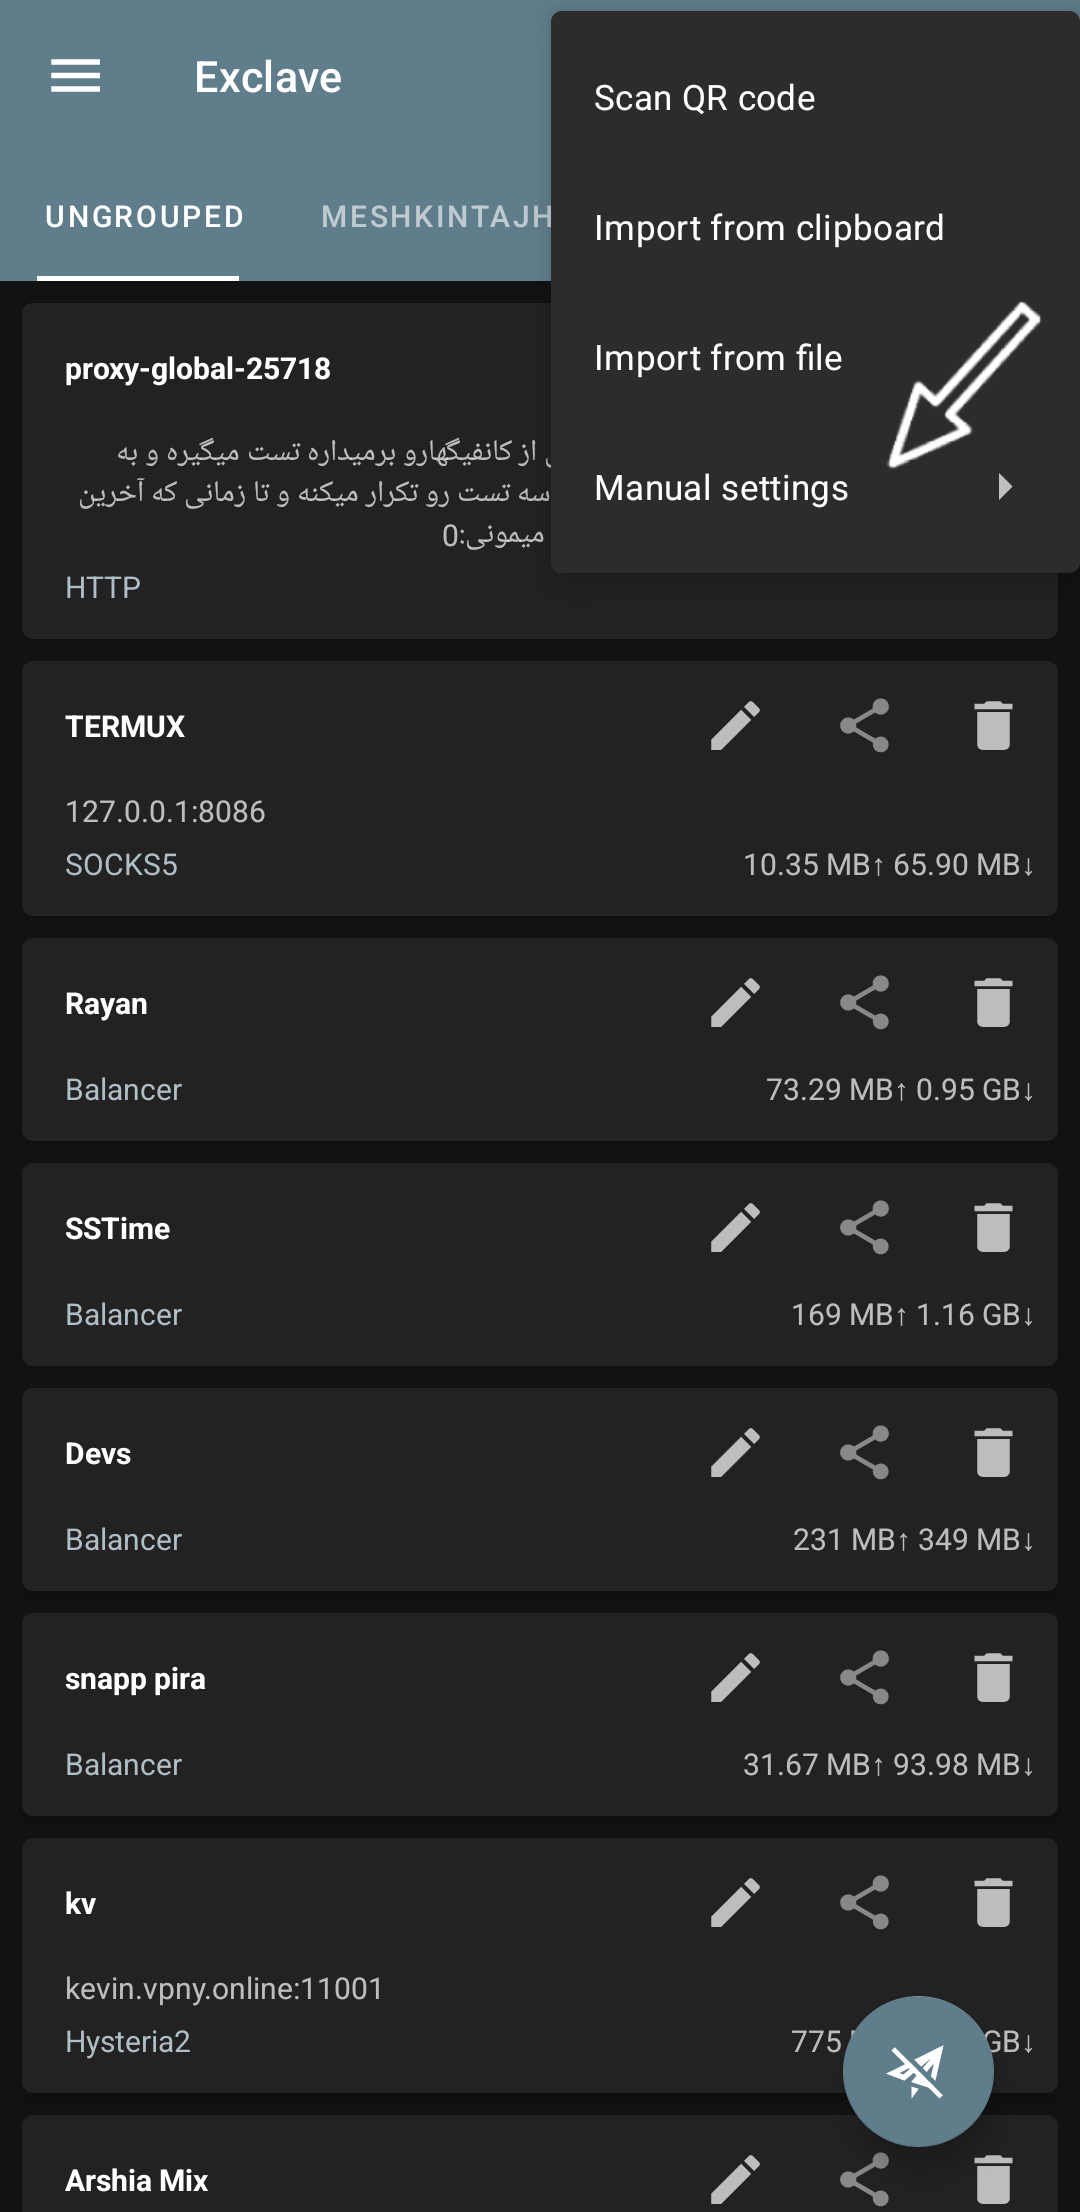 Exclave
Scan QR code
Import from clipboard
Import from file
Manual settings
UNGROUPED
MESHKINTAJH
proxy-global-25718
از کانفیگهارو برمیداره تست میگیره و به
سه تست رو تکرار میکنه و تا زمانی که آخرین
میمونی:0
HTTP
TERMUX
127.0.0.1:8086
SOCKS5 10.35 MB↑ 65.90 MB↓
Rayan
Balancer 73.29 MB↑ 0.95 GB↓
SSTime
Balancer 169 MB↑ 1.16 GB↓
Devs
Balancer 231 MB↑ 349 MB↓
snapp pira
Balancer 31.67 MB↑ 93.98 MB↓
kv
kevin.vpny.online:11001
Hysteria2 775 GB↓
Arshia Mix